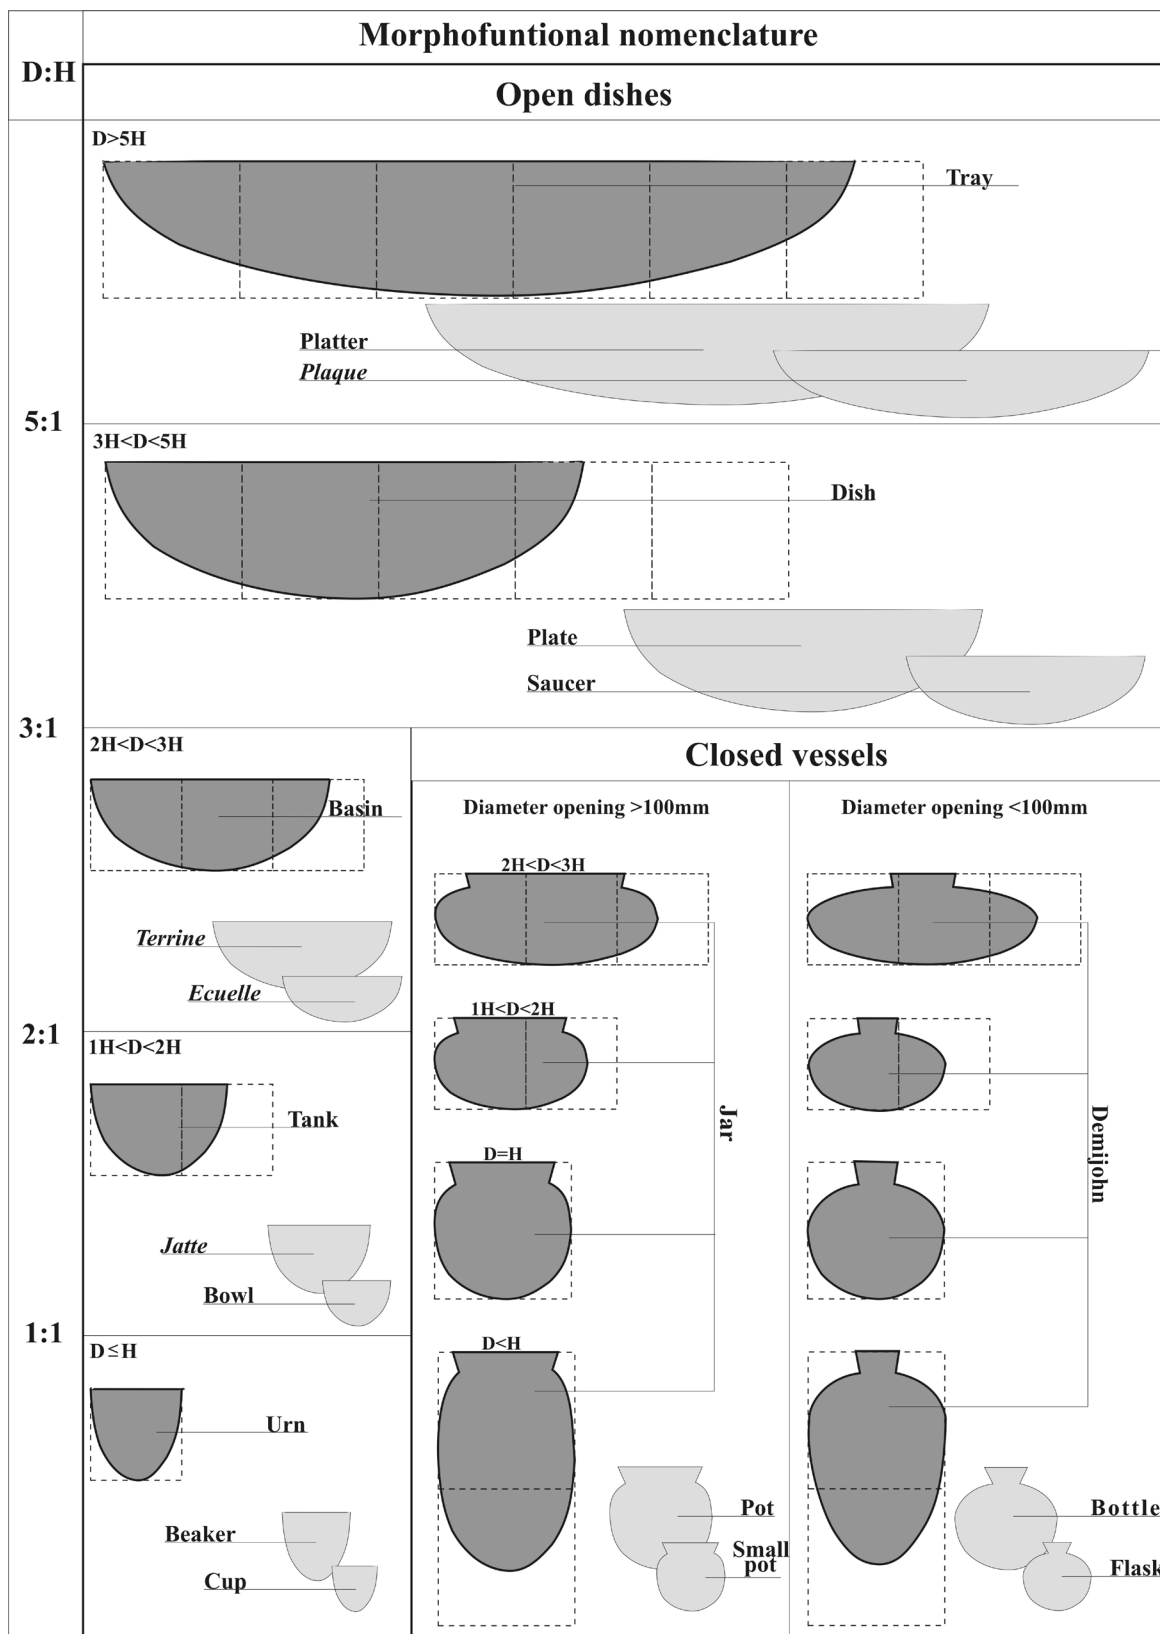 Morphofuntional nomenclature
D:H
Open dishes
D>5H
Tray
Platter
Plaque
5:1
3H<D<5H
Dish
Plate
Saucer
3:1
2H<D<3H
Closed vessels
Basin
Diameter opening >100mm
Diameter opening <100mm
2H<D<3H
Terrine
Ecuelle
1H<D<2H
2:1
1H<D<2H
Tank
Jar
Demijohn
D=H
Jatte
Bowl
1:1
D≤H
D<H
Urn
Beaker
Cup
Pot
Small
pot
Bottle
Flask